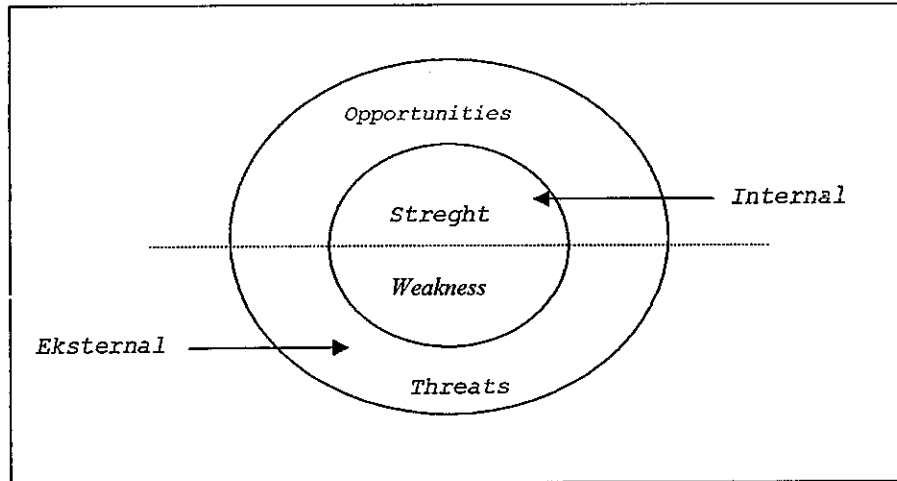 Opportunities
Internal
Streght
Weakness
Eksternal
Threats